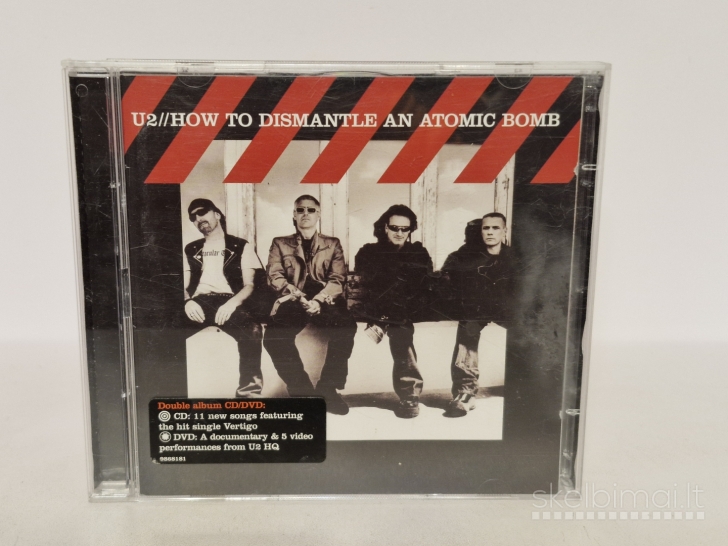 U2//HOW TO DISMANTLE AN ATOMIC BOMB
Double album CD/DVD:
CD: 11 new songs featuring
the hit single Vertigo
DVD: A documentary & 5 video
performances from U2 HQ
skelbimai.lt